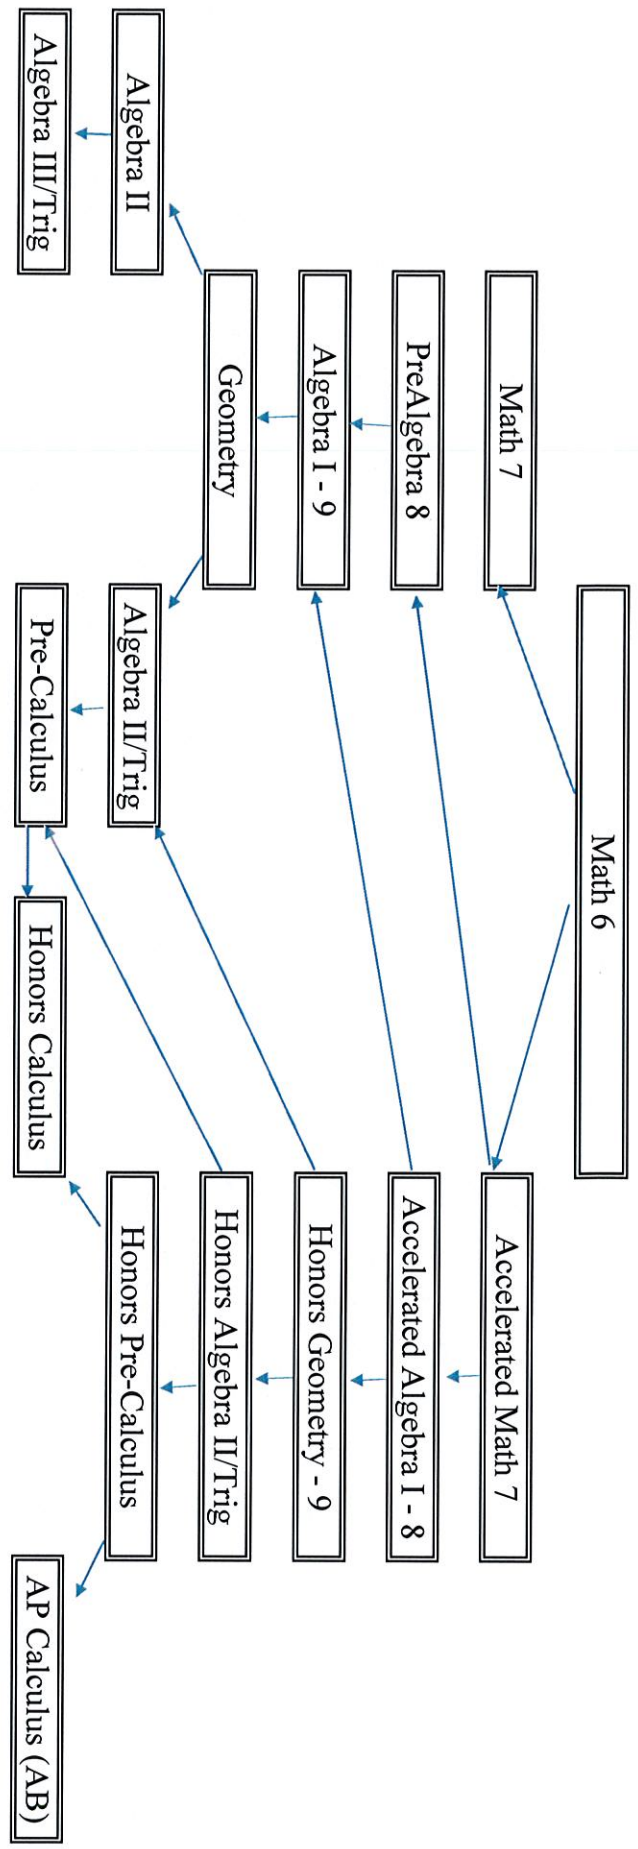 Math 6
Math 7
Accelerated Math 7
PreAlgebra 8
Accelerated Algebra I - 8
Algebra I - 9
Honors Geometry - 9
Geometry
Honors Algebra II/Trig
Algebra II
Algebra II/Trig
Honors Pre-Calculus
Algebra III/Trig
Pre-Calculus
Honors Calculus
AP Calculus (AB)